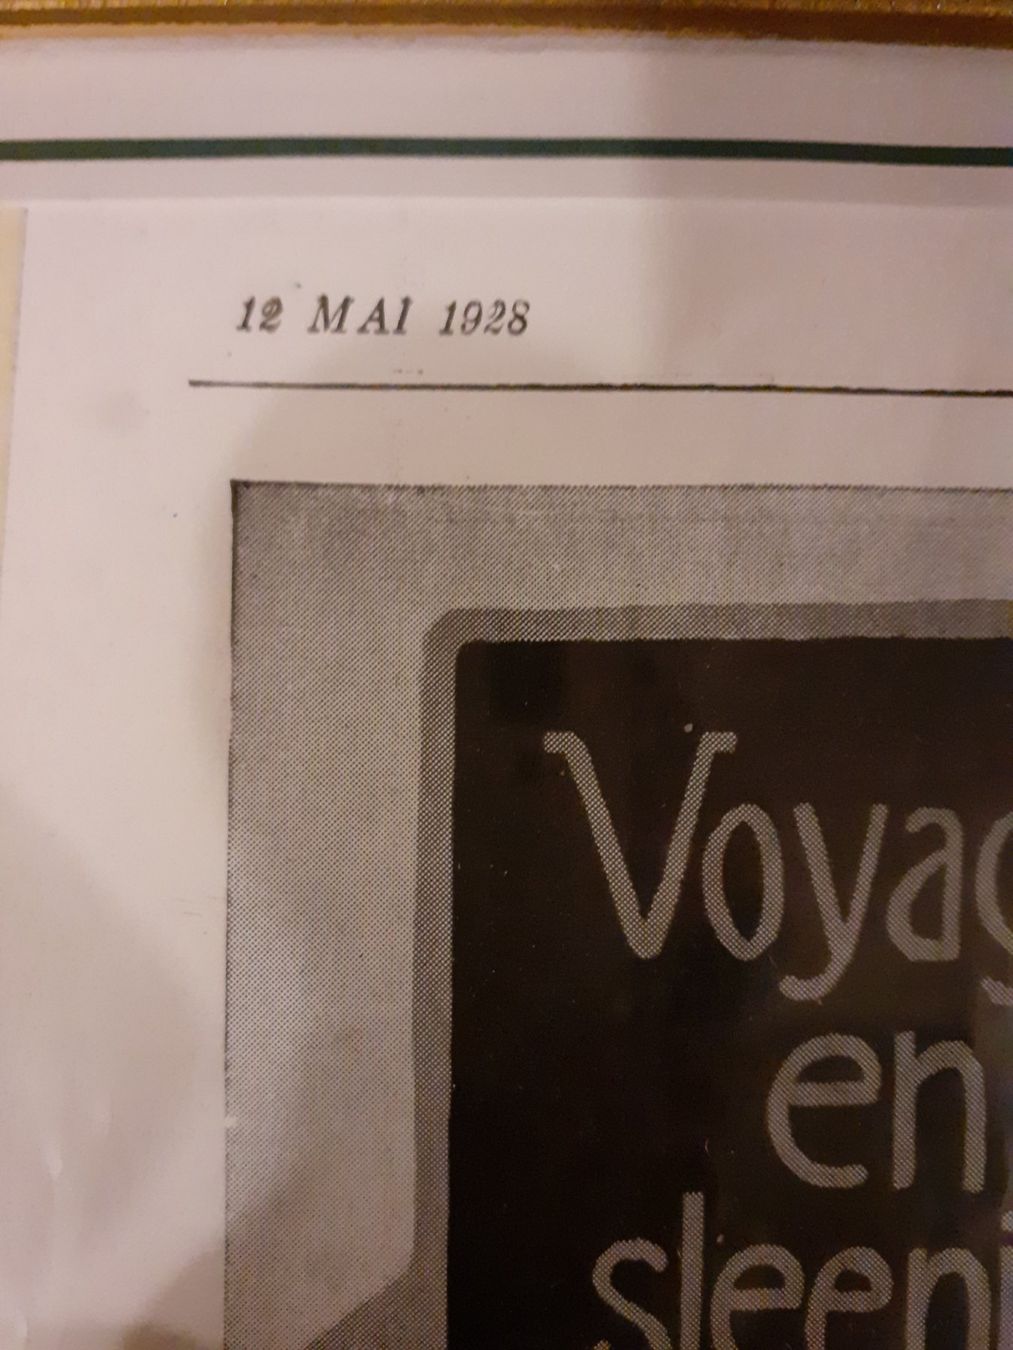 12 MAI 1928
Voyag
en
sleepi